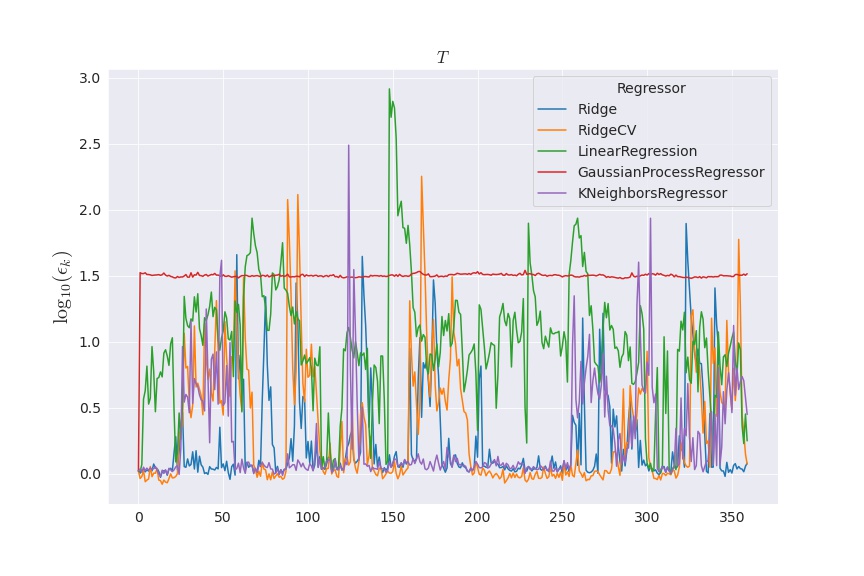 T
Regressor
Ridge
RidgeCV
LinearRegression
GaussianProcessRegressor
KNeighborsRegressor
log₁₀(ϵₖ)
3.0
2.5
2.0
1.5
1.0
0.5
0.0
0 50 100 150 200 250 300 350